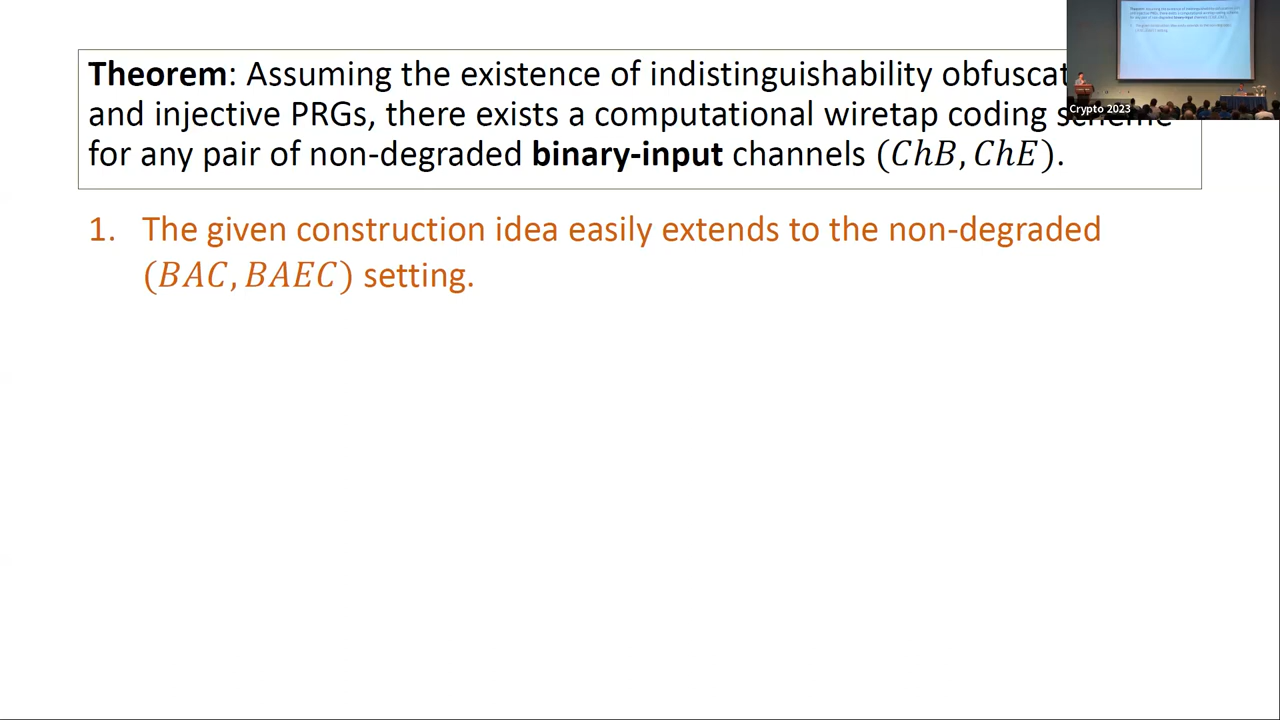 Theorem: Assuming the existence of indistinguishability obfuscat
and injective PRGs, there exists a computational wiretap coding scheme
for any pair of non-degraded binary-input channels (ChB, ChE).
1. The given construction idea easily extends to the non-degraded
(BAC, BAEC) setting.
Crypto 2023